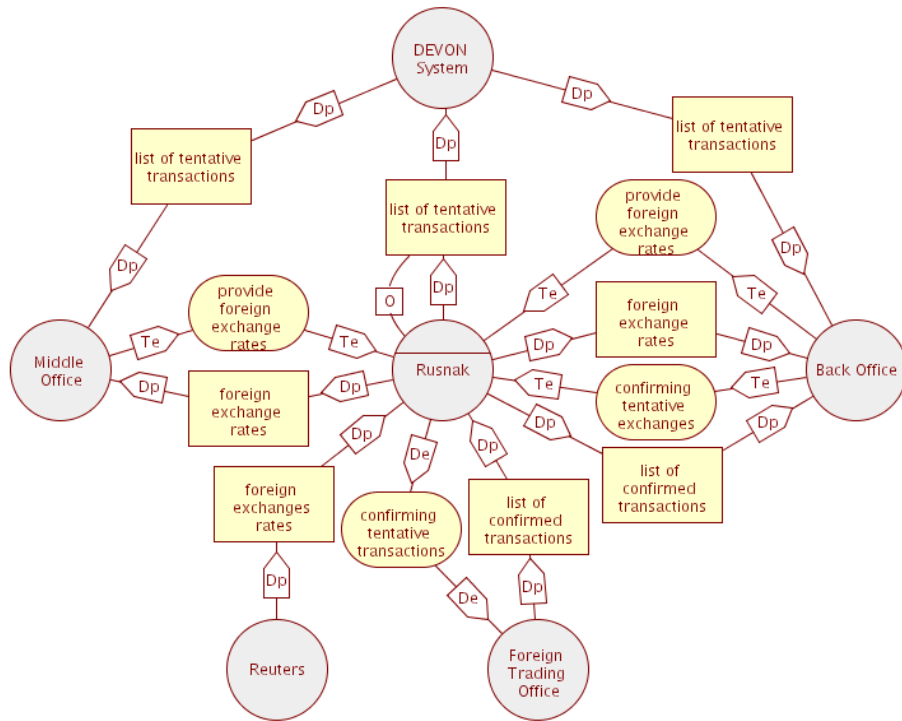 DEVON
System
Dp
Dp
Dp
list of tentative
transactions
list of tentative
transactions
list of tentative
transactions
provide
foreign
exchange
rates
Dp
Dp
Dp
O
Te
Te
provide
foreign
exchange
rates
foreign
exchange
rates
Te
Te
Dp
Dp
Middle
Office
Rusnak
Back Office
Dp
Dp
foreign
exchange
rates
Te
Te
confirming
tentative
exchanges
Dp
De
Dp
Dp
Dp
foreign
exchanges
rates
confirming
tentative
transactions
list of
confirmed
transactions
list of
confirmed
transactions
Dp
De
Dp
Reuters
Foreign
Trading
Office